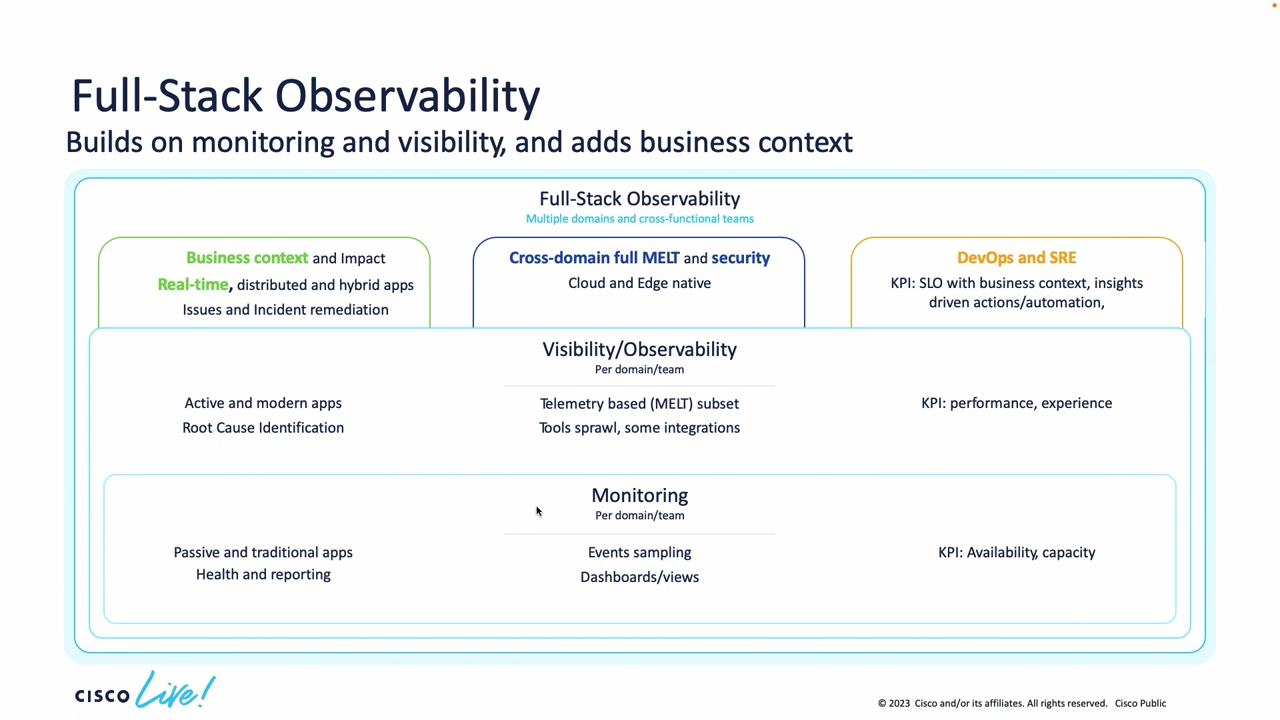 Full-Stack Observability
Builds on monitoring and visibility, and adds business context
Full-Stack Observability
Multiple domains and cross-functional teams
Business context and Impact
Real-time, distributed and hybrid apps
Issues and Incident remediation
Cross-domain full MELT and security
Cloud and Edge native
DevOps and SRE
KPI: SLO with business context, insights
driven actions/automation,
Visibility/Observability
Per domain/team
Active and modern apps
Root Cause Identification
Telemetry based (MELT) subset
Tools sprawl, some integrations
KPI: performance, experience
Monitoring
Per domain/team
Passive and traditional apps
Health and reporting
Events sampling
Dashboards/views
KPI: Availability, capacity
CISCO Live!
© 2023 Cisco and/or its affiliates. All rights reserved. Cisco Public